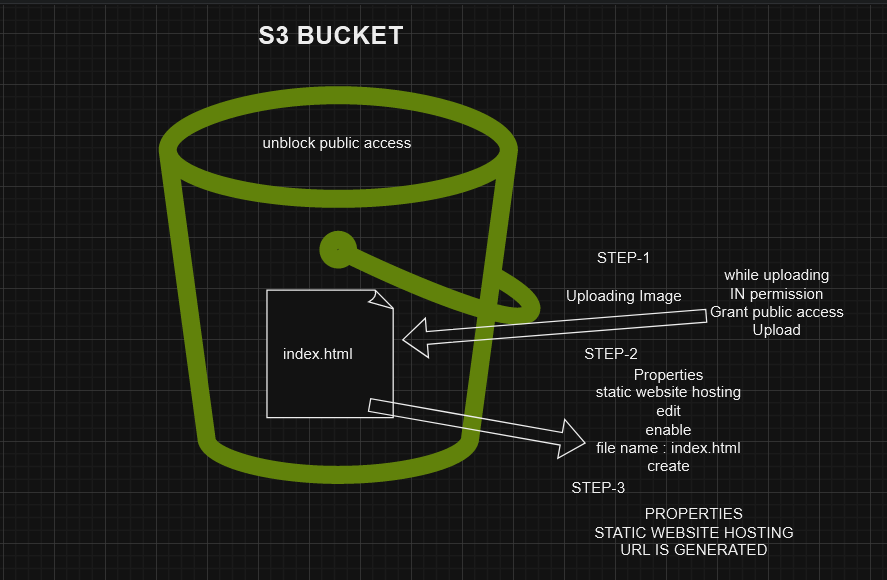 S3 BUCKET
unblock public access
index.html
STEP-1
Uploading Image
while uploading
IN permission
Grant public access
Upload
STEP-2
Properties
static website hosting
edit
enable
file name : index.html
create
STEP-3
PROPERTIES
STATIC WEBSITE HOSTING
URL IS GENERATED